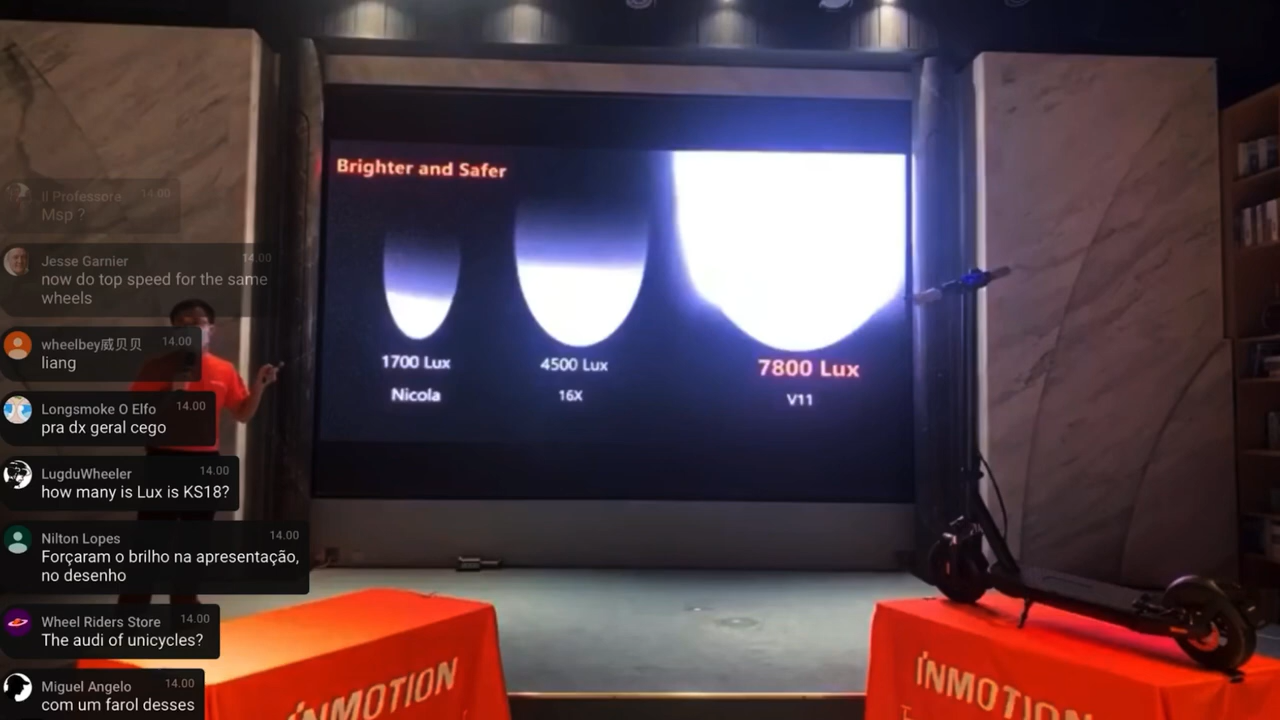 Brighter and Safer
1700 Lux
4500 Lux
7800 Lux
Nicola
16X
V11
Il Professore 14.00
Msp ?
Jesse Garnier 14.00
now do top speed for the same
wheels
wheelbey威贝贝 14.00
liang
Longsmoke O Elfo 14.00
pra dx geral cego
LugduWheeler 14.00
how many is Lux is KS18?
Nilton Lopes 14.00
Forçaram o brilho na apresentação,
no desenho
Wheel Riders Store 14.00
The audi of unicycles?
Miguel Angelo 14.00
com um farol desses
INMOTION
INMOTION